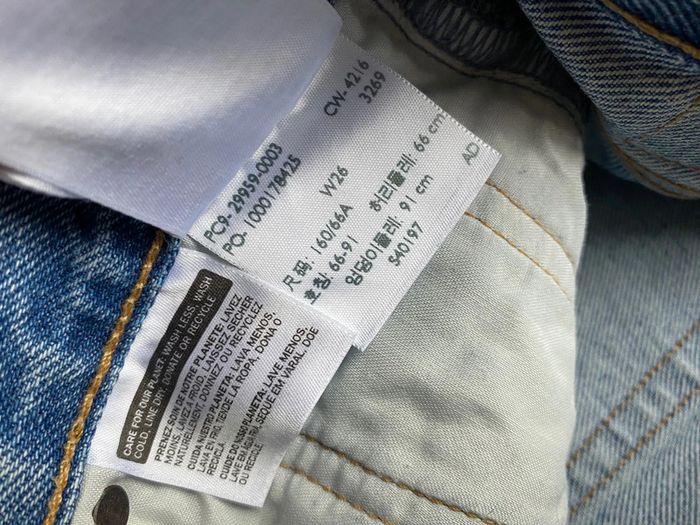 CW-4216
3269
PC9-29959-0003
PO- 1000178425
W26
尺码: 160/66A 허리둘레: 66 cm
호칭: 66-91 엉덩이둘레: 91 cm
S40197
AD
CARE FOR OUR PLANET: WASH LESS, WASH
COLD, LINE DRY, DONATE OR RECYCLE
PRENEZ SOIN DE NOTRE PLANETE: LAVEZ
MOINS, LAVEZ FROID, LAISSEZ SECHER
NATURELLEMENT, DONNEZ OU RECYCLEZ
CUIDA NUESTRO PLANETA; LAVA MENOS,
LAVA EN FRIO, TIENDE LA ROPA, DONA O
RECICLA
CUIDE DO NOSSO PLANETA: LAVE MENOS,
LAVE EM SEQUE EM VARAL, DOE
OU RECICLE